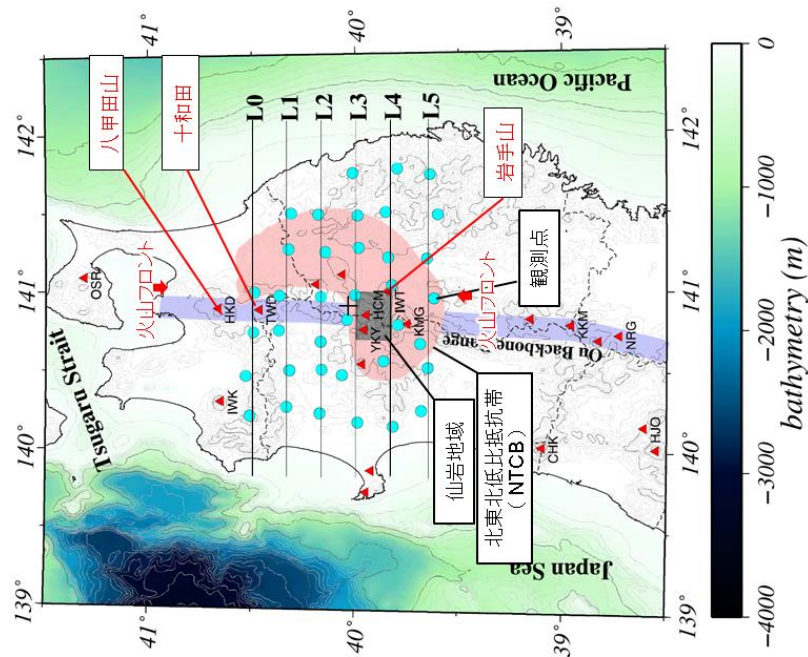 八甲田山
十和田
岩手山
火山フロント
火山フロント
観測点
仙岩地域
北東北低比抵抗帯
（NTCB）
L0
L1
L2
L3
L4
L5
OSR
HKD
TWD
IWK
YKY
HCM
IWT
KMG
KKM
NRG
CHK
HJO
Ou Backbone Range
Tsugaru Strait
Pacific Ocean
Japan Sea
139°
140°
141°
142°
139°
140°
141°
142°
41°
40°
39°
41°
40°
39°
bathymetry (m)
−4000
−3000
−2000
−1000
0